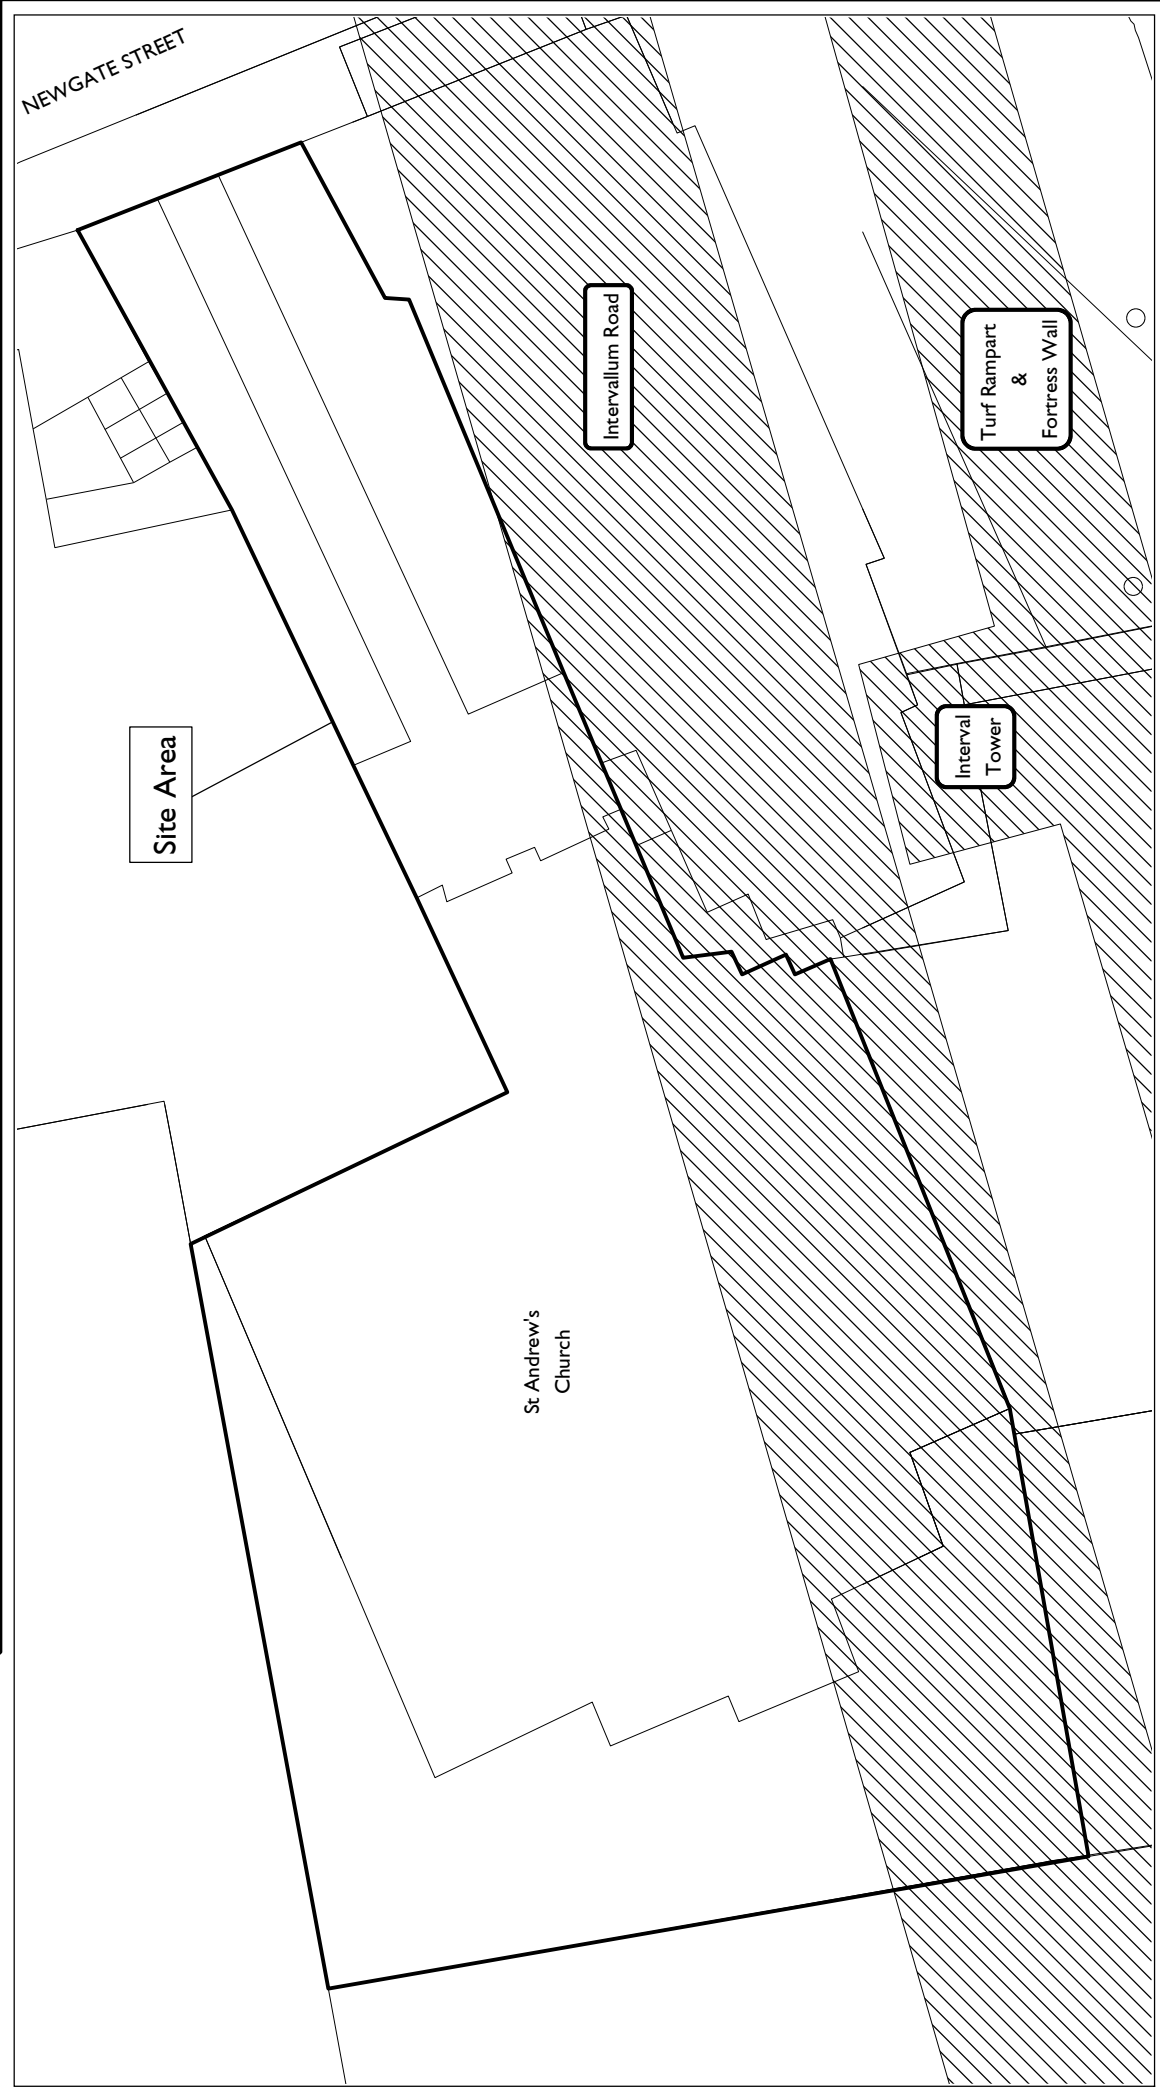 NEWGATE STREET
Site Area
Intervallum Road
Turf Rampart
&
Fortress Wall
Interval
Tower
St Andrew's
Church